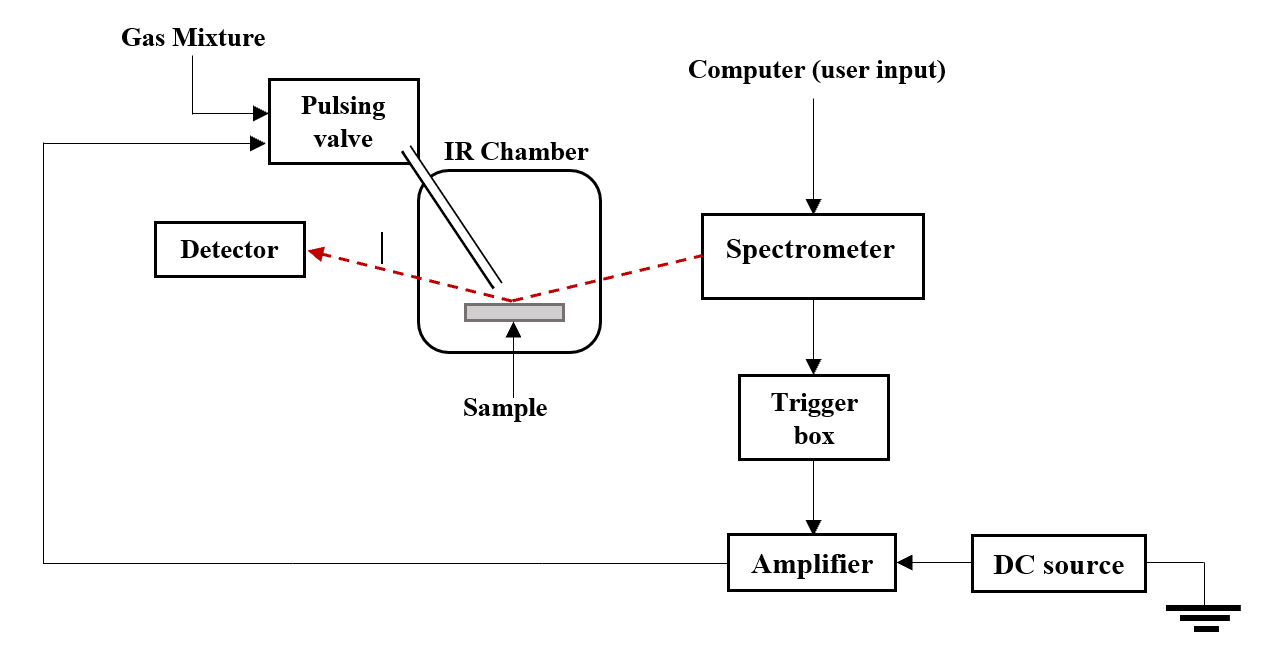 Gas Mixture
Computer (user input)
Pulsing
valve
IR Chamber
Detector
Spectrometer
Sample
Trigger
box
Amplifier
DC source